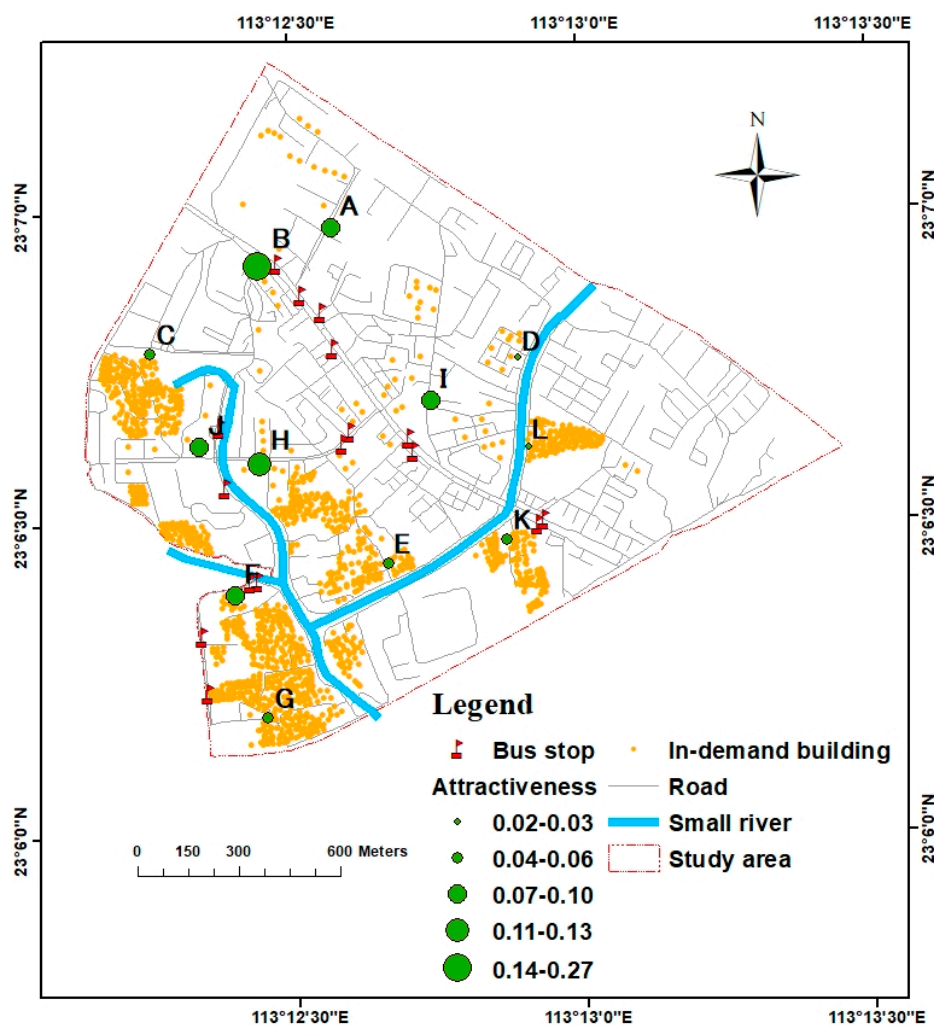 113°12'30"E 113°13'0"E 113°13'30"E
N
23°7'0"N 23°7'0"N
A
B
C
D
I
J
H
L
K
23°6'30"N 23°6'30"N
E
F
G
Legend
Bus stop In-demand building
Attractiveness Road
0.02-0.03 Small river
0.04-0.06 Study area
0 150 300 600 Meters
0.07-0.10
0.11-0.13
0.14-0.27
23°6'0"N 23°6'0"N
113°12'30"E 113°13'0"E 113°13'30"E